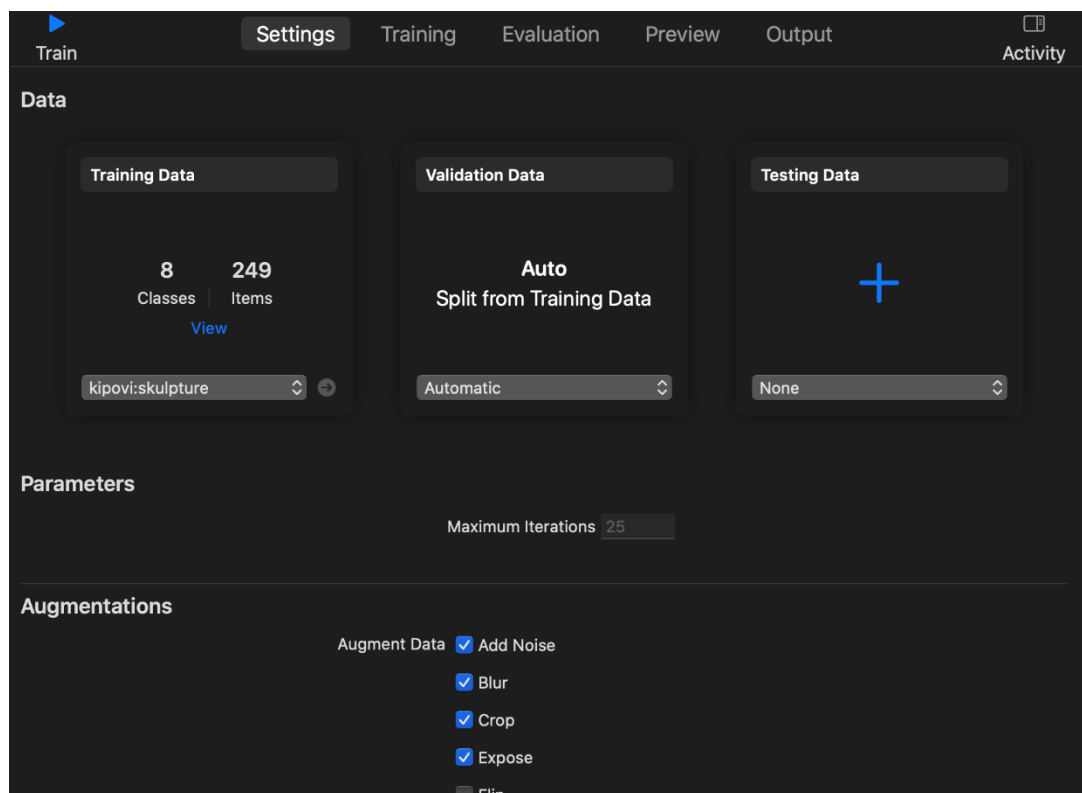 Train
Settings Training Evaluation Preview Output
Activity
Data
Training Data
8 249
Classes Items
View
kipovi:skulpture
Validation Data
Auto
Split from Training Data
Automatic
Testing Data
None
Parameters
Maximum Iterations 25
Augmentations
Augment Data Add Noise
Blur
Crop
Expose
Flip